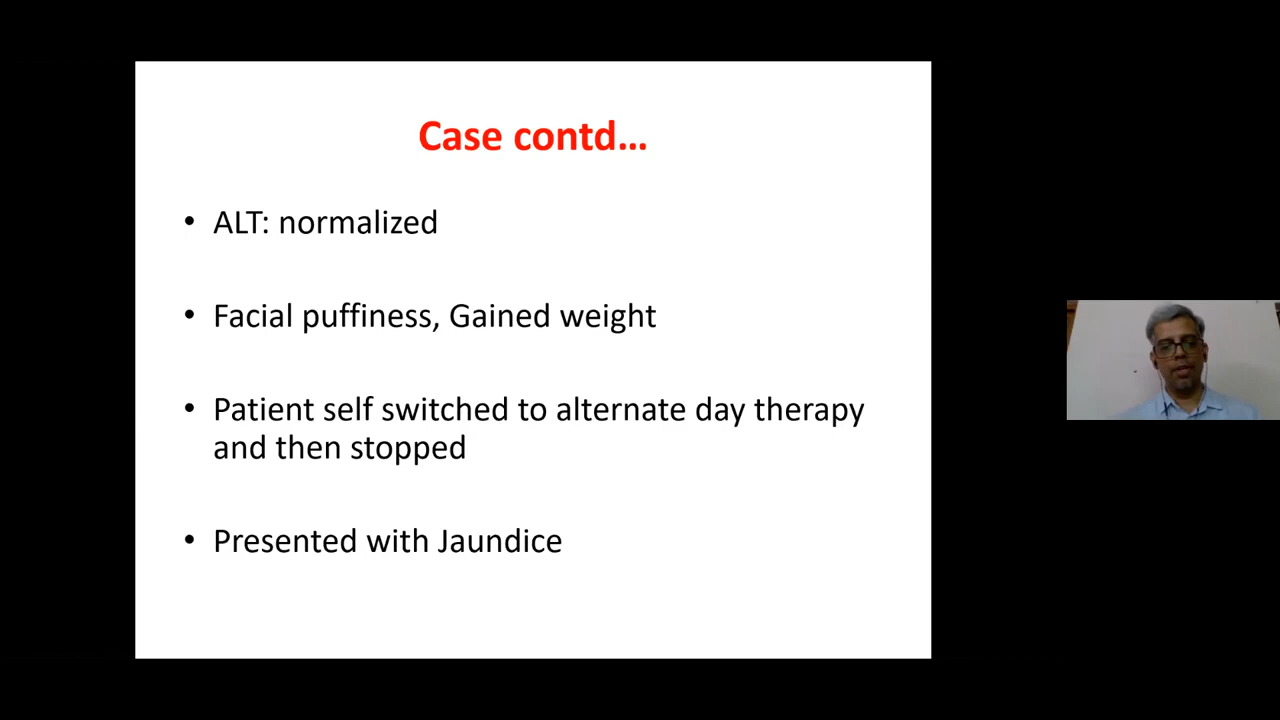 Case contd…
• ALT: normalized
• Facial puffiness, Gained weight
• Patient self switched to alternate day therapy
and then stopped
• Presented with Jaundice